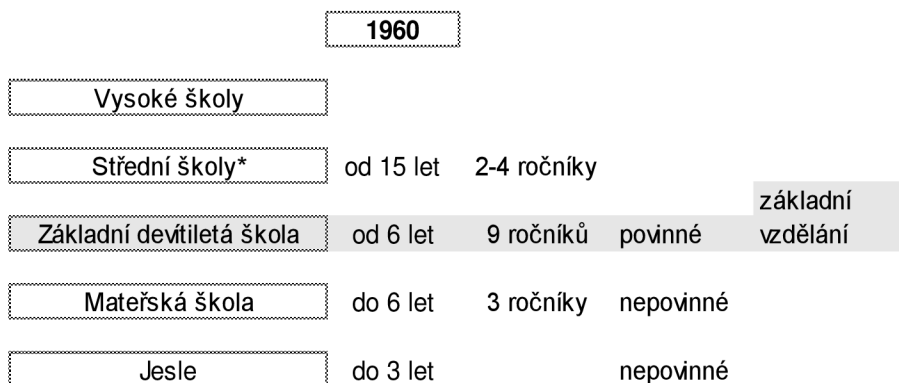 1960
Vysoké školy
Střední školy* od 15 let 2-4 ročníky
základní
Základní devítiletá škola od 6 let 9 ročníků povinné vzdělání
Mateřská škola do 6 let 3 ročníky nepovinné
Jesle do 3 let nepovinné